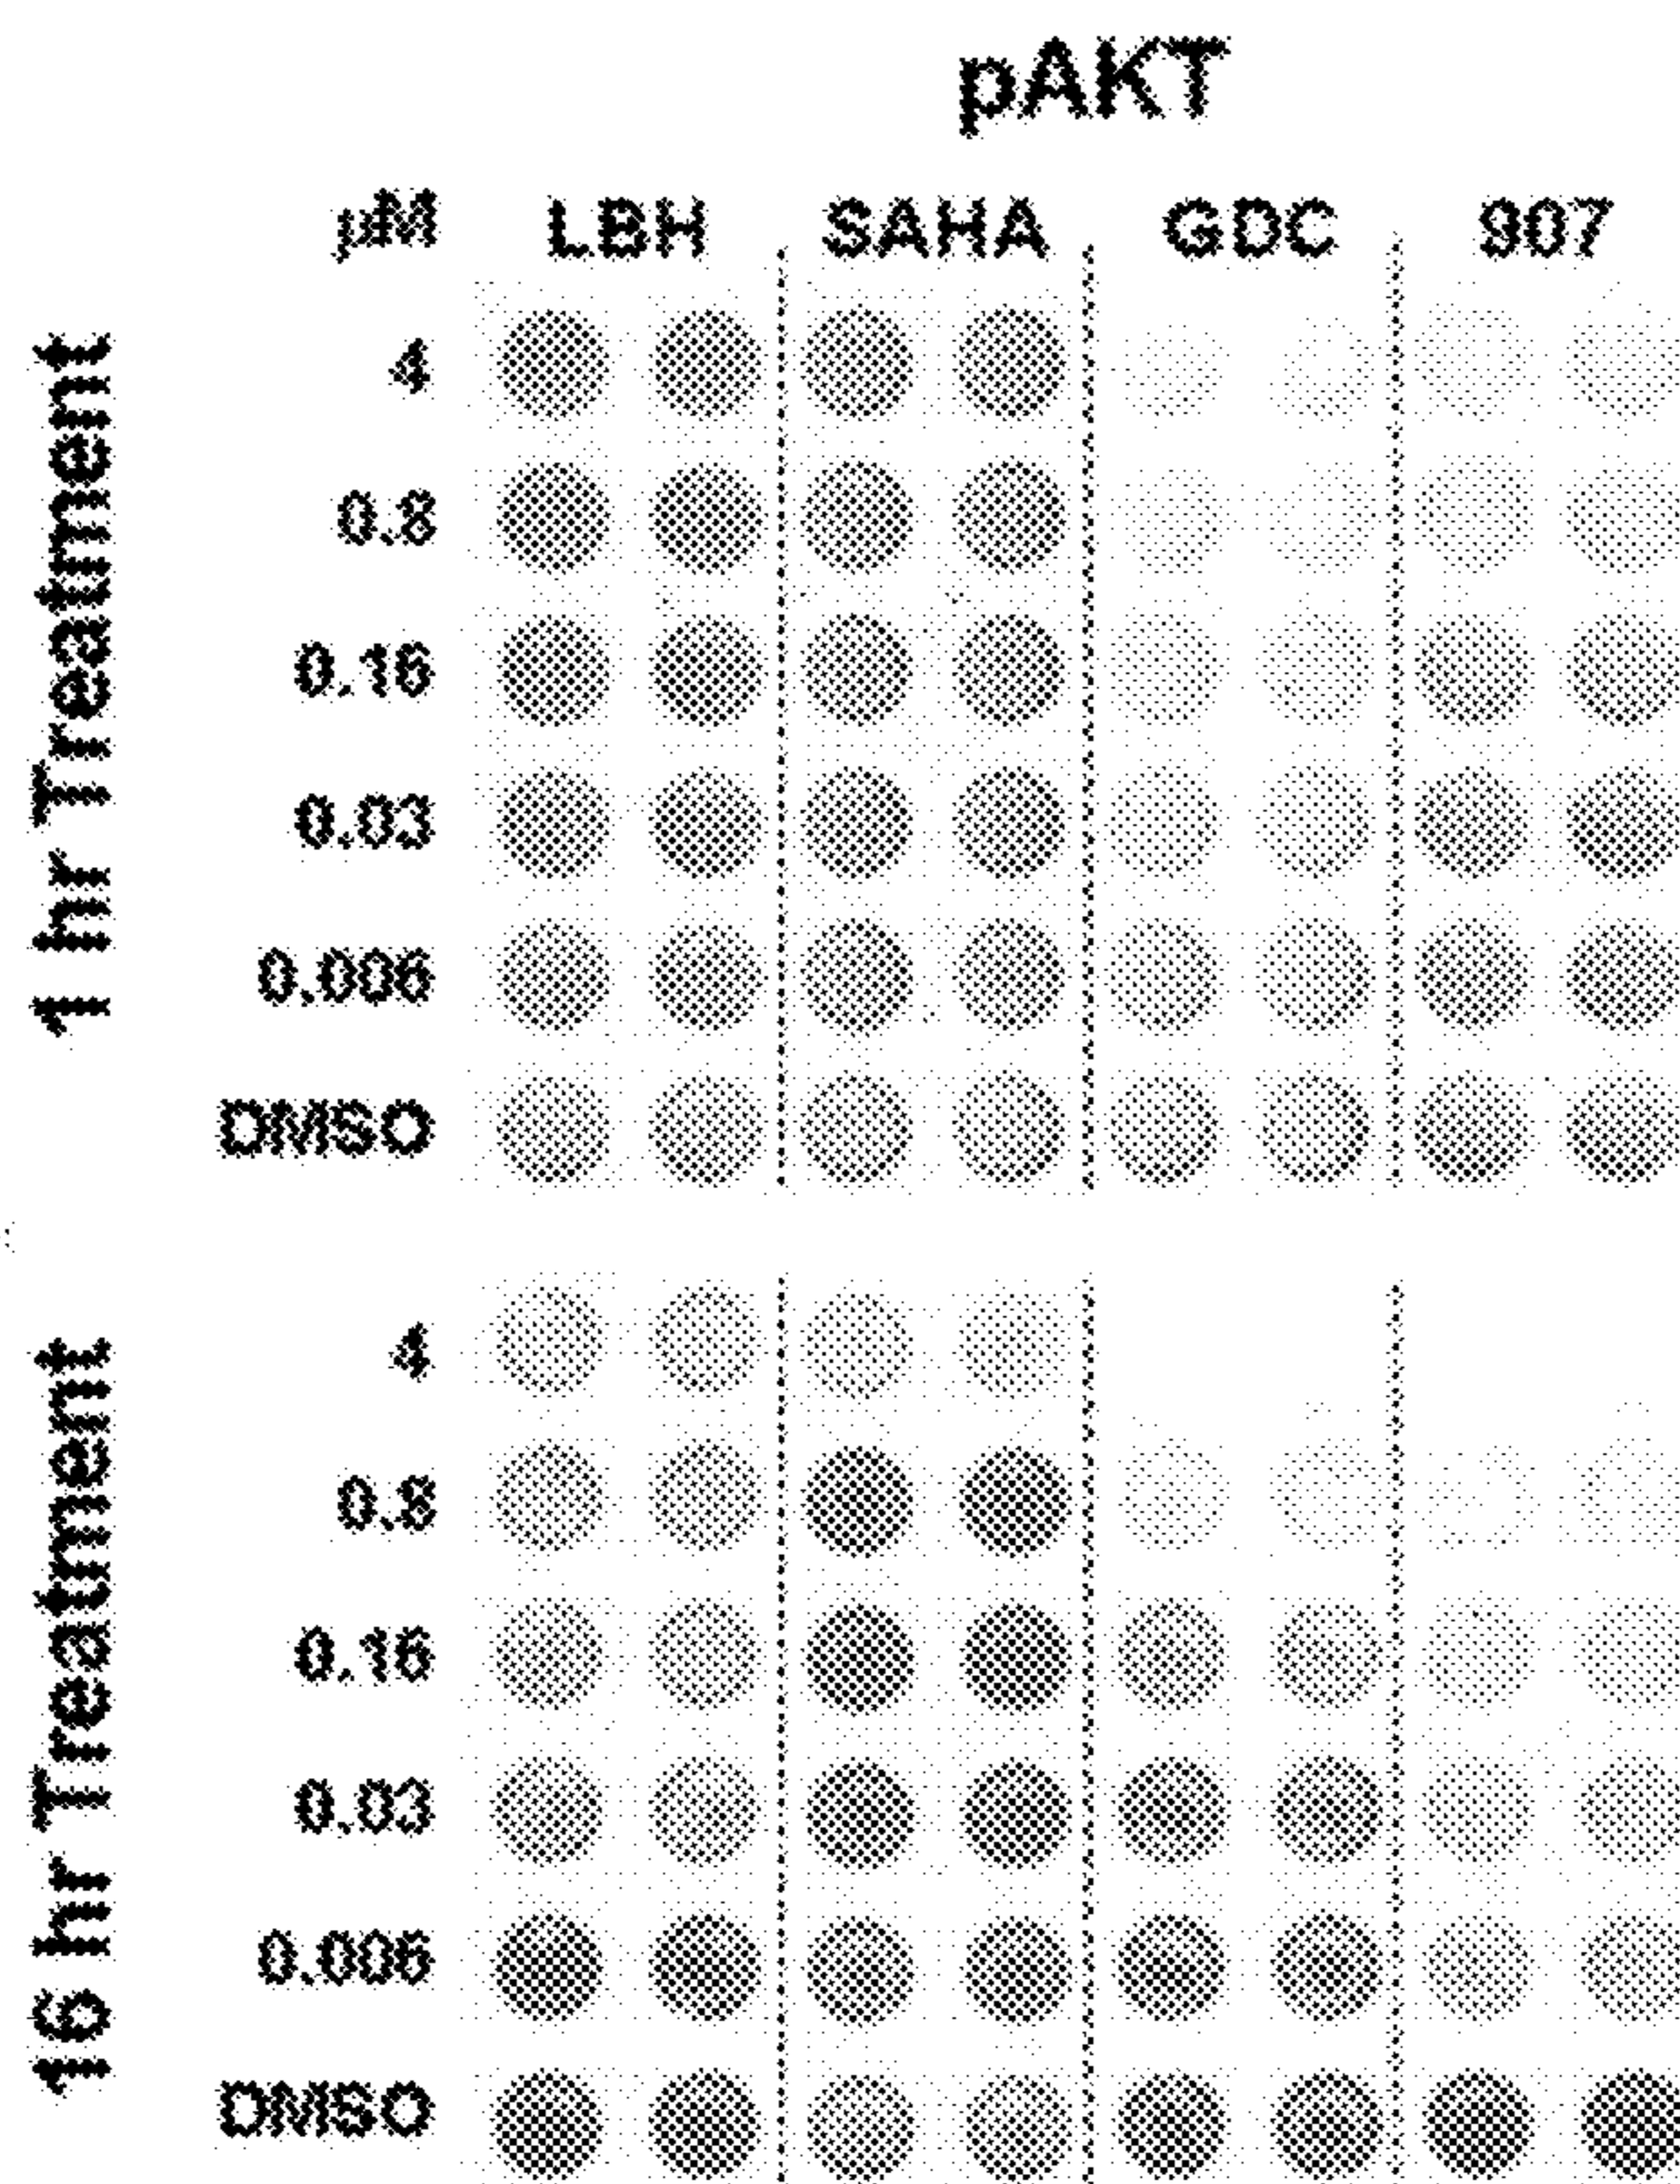 pAKT
µM LBH SAHA GDC 907
1 hr Treatment
4
0.8
0.16
0.03
0.006
DMSO
16 hr Treatment
4
0.8
0.16
0.03
0.006
DMSO